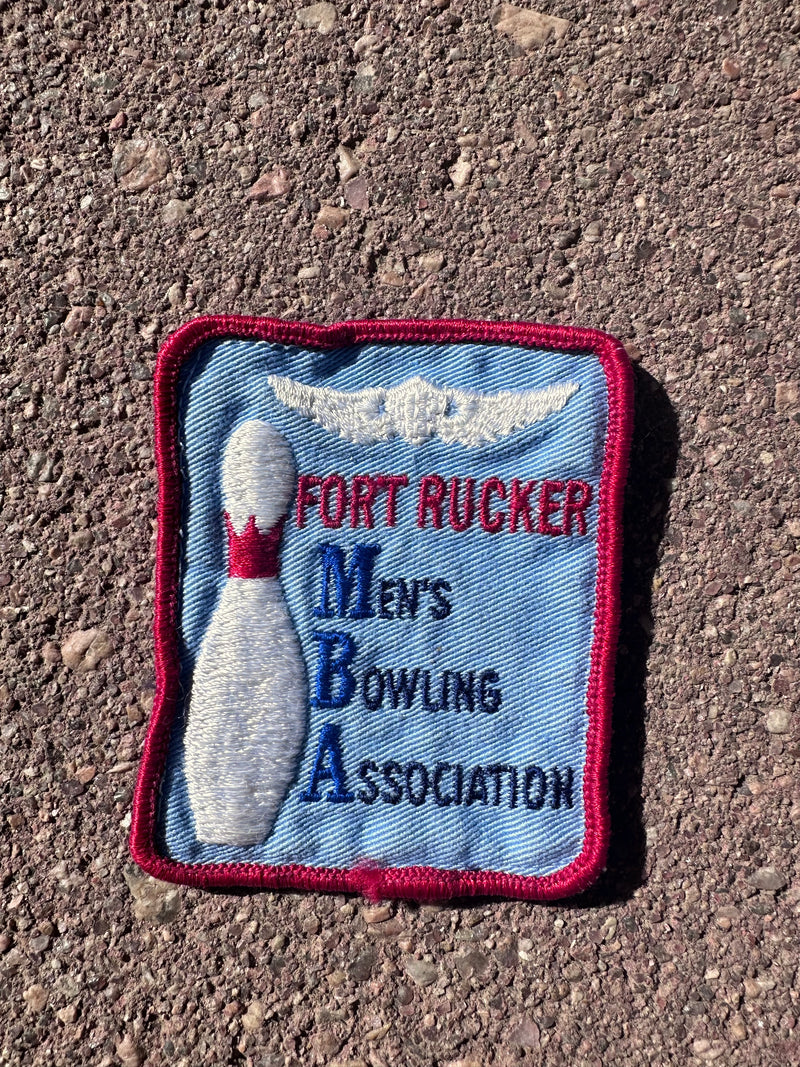 FORT RUCKER
MEN'S
BOWLING
ASSOCIATION